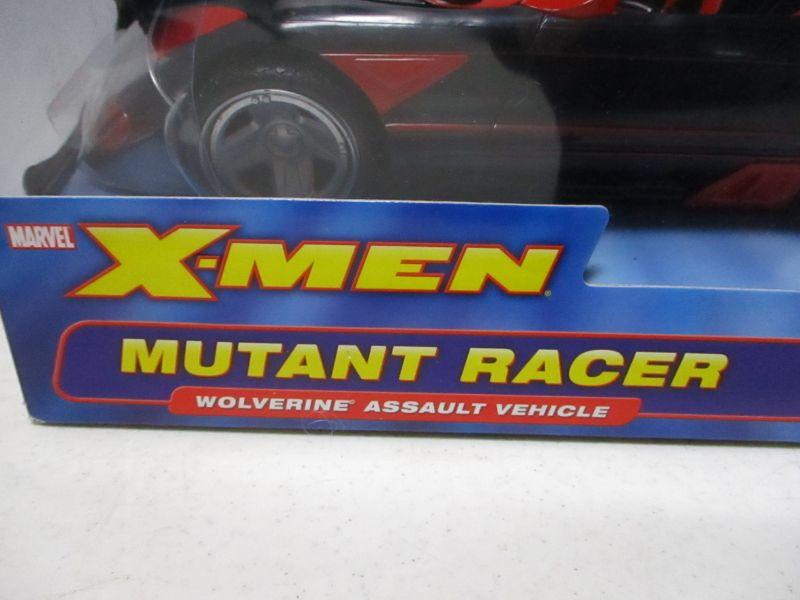 MARVEL
X-MEN®
MUTANT RACER
WOLVERINE® ASSAULT VEHICLE